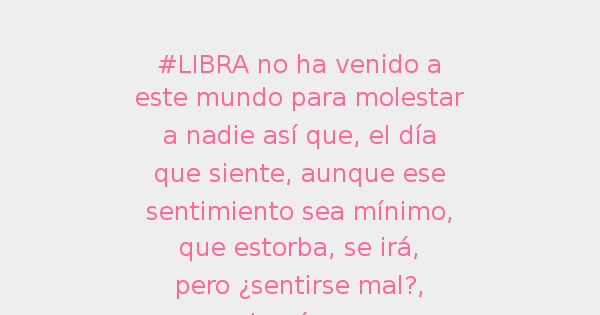 #LIBRA no ha venido a
este mundo para molestar
a nadie así que, el día
que siente, aunque ese
sentimiento sea mínimo,
que estorba, se irá,
pero ¿sentirse mal?,